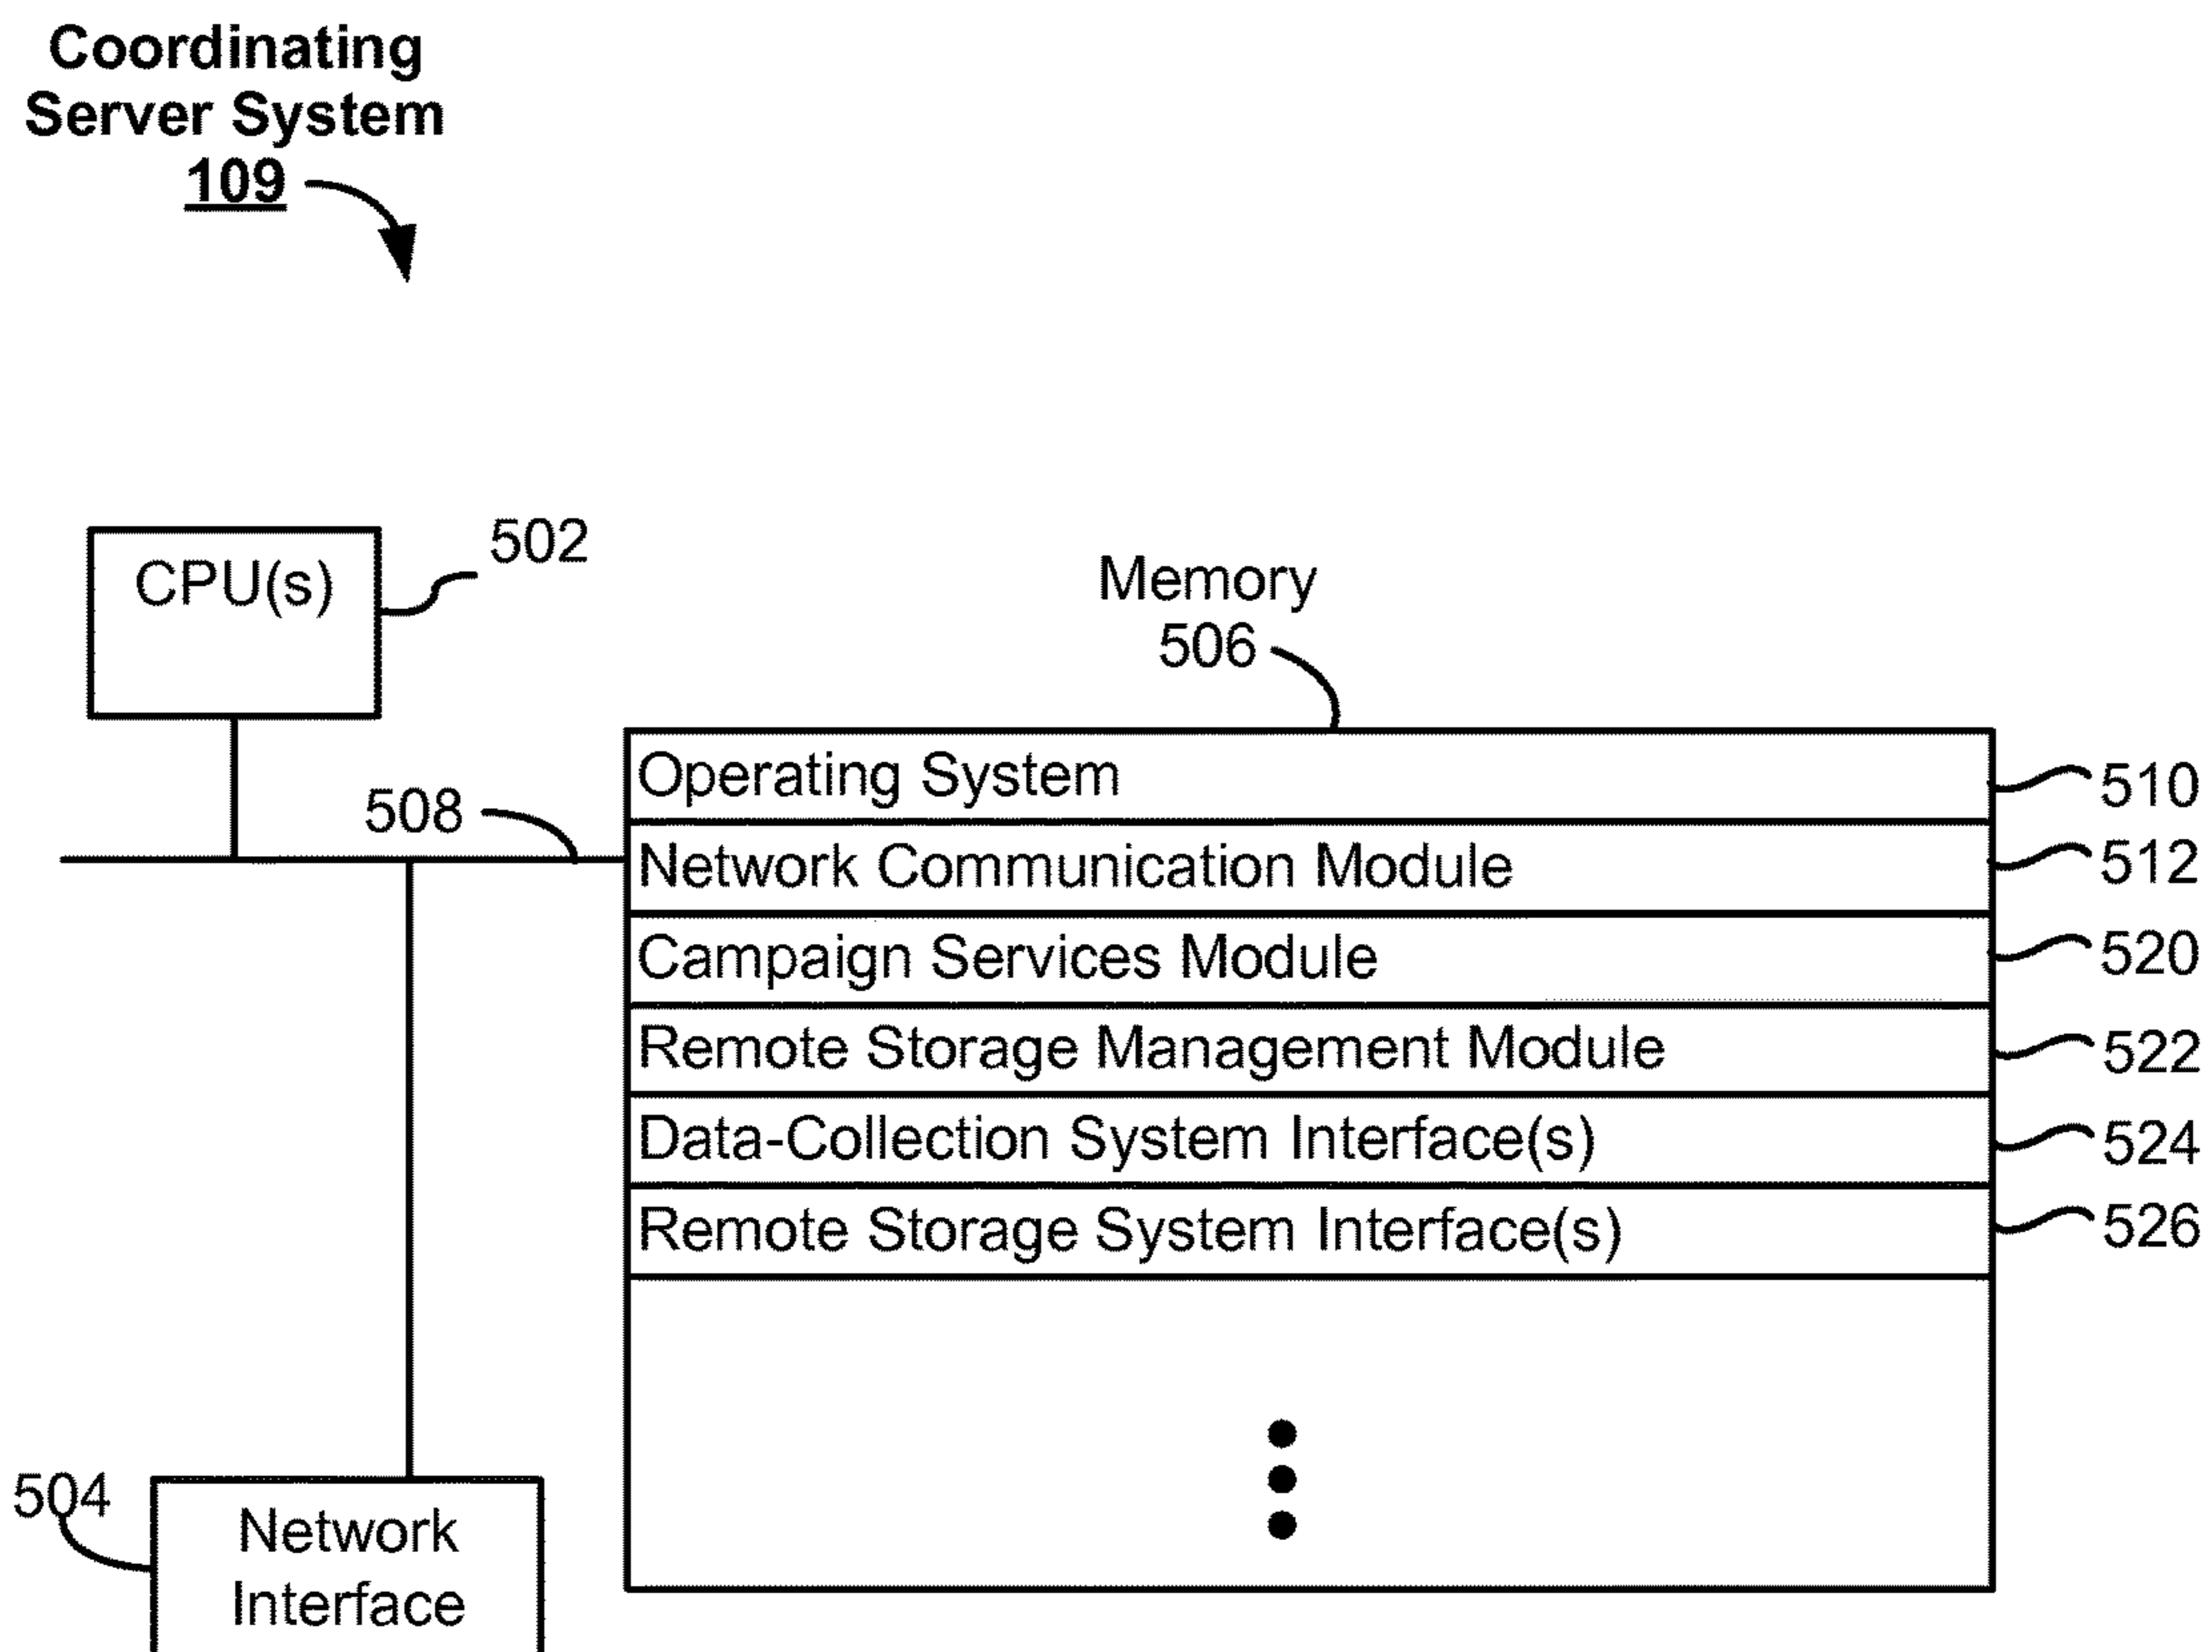 Coordinating
Server System
109
CPU(s)
502
Memory
506
508
Operating System
510
Network Communication Module
512
Campaign Services Module
520
Remote Storage Management Module
522
Data-Collection System Interface(s)
524
Remote Storage System Interface(s)
526
504
Network
Interface